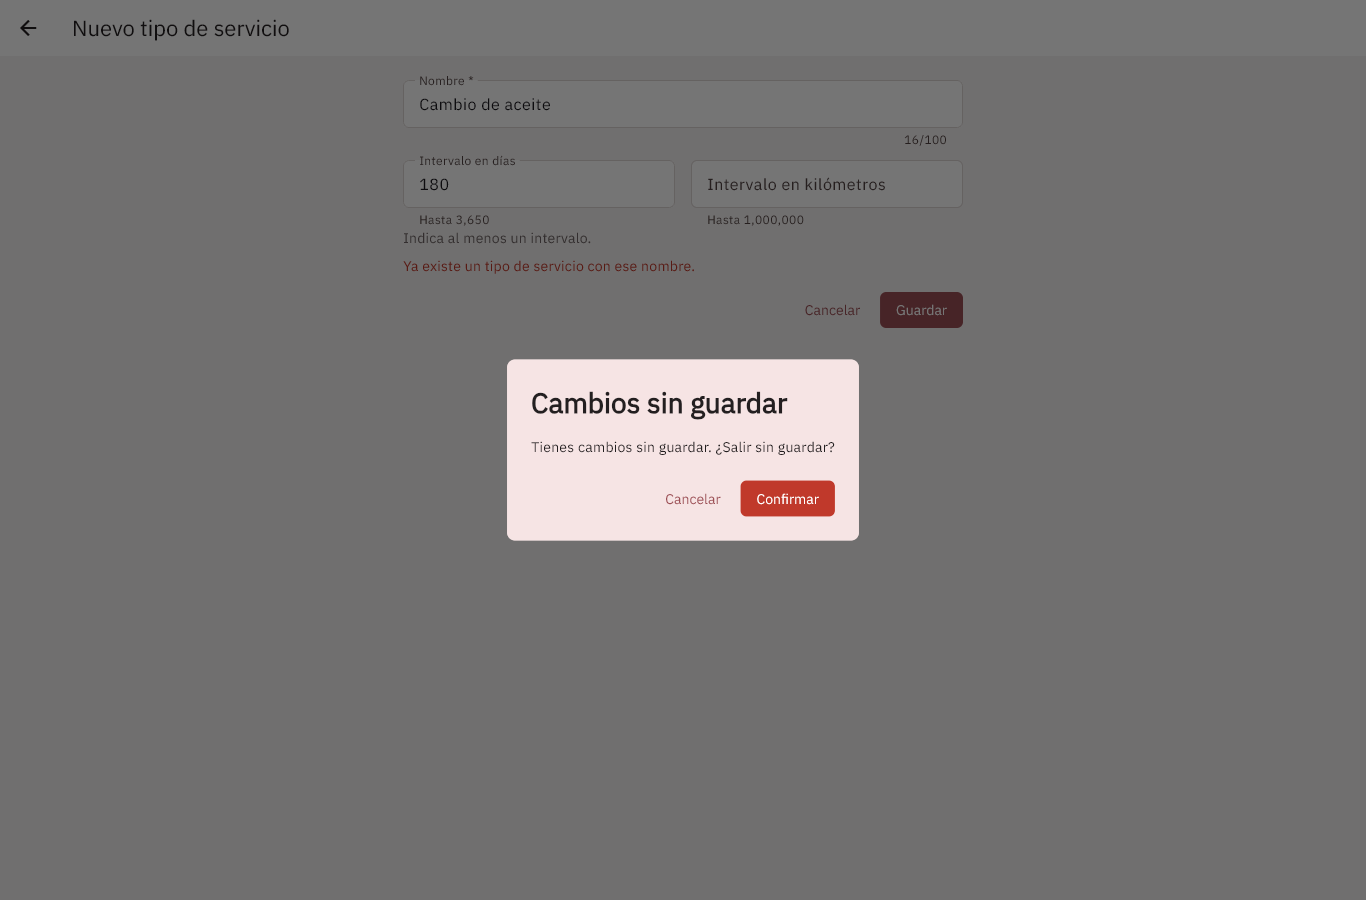 Nuevo tipo de servicio
Nombre *
Cambio de aceite
16/100
Intervalo en días
180
Intervalo en kilómetros
Hasta 3,650
Hasta 1,000,000
Indica al menos un intervalo.
Ya existe un tipo de servicio con ese nombre.
Cancelar
Guardar
Cambios sin guardar
Tienes cambios sin guardar. ¿Salir sin guardar?
Cancelar
Confirmar